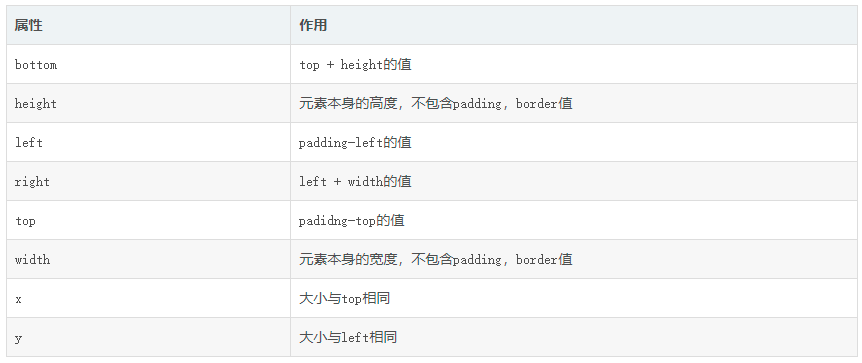 属性 作用
bottom top + height的值
height 元素本身的高度，不包含padding，border值
left padding-left的值
right left + width的值
top padidng-top的值
width 元素本身的宽度，不包含padding，border值
x 大小与top相同
y 大小与left相同